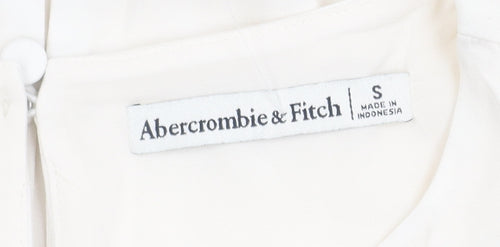 Abercrombie & Fitch
S
MADE IN
INDONESIA